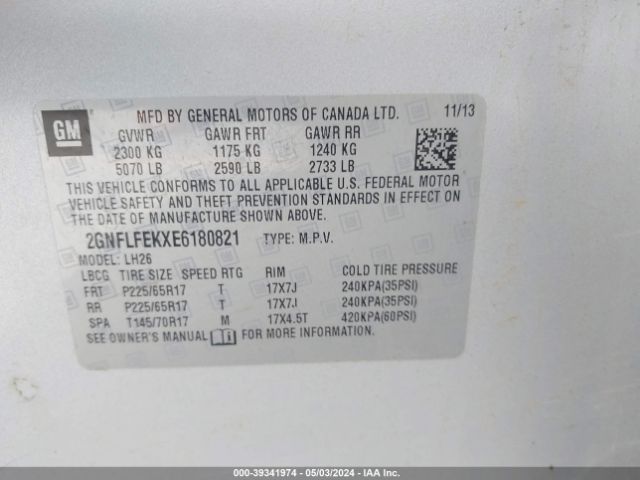 MFD BY GENERAL MOTORS OF CANADA LTD. 11/13
GM
GVWR GAWR FRT GAWR RR
2300 KG 1175 KG 1240 KG
5070 LB 2590 LB 2733 LB
THIS VEHICLE CONFORMS TO ALL APPLICABLE U.S. FEDERAL MOTOR
VEHICLE SAFETY AND THEFT PREVENTION STANDARDS IN EFFECT ON
THE DATE OF MANUFACTURE SHOWN ABOVE.
2GNFLFEKXE6180821 TYPE: M.P.V.
MODEL: LH26
LBCG TIRE SIZE SPEED RTG RIM COLD TIRE PRESSURE
FRT P225/65R17 T 17X7J 240KPA(35PSI)
RR P225/65R17 T 17X7J 240KPA(35PSI)
SPA T145/70R17 M 17X4.5T 420KPA(60PSI)
SEE OWNER'S MANUAL FOR MORE INFORMATION
000-39341974 - 05/03/2024 - IAA Inc.